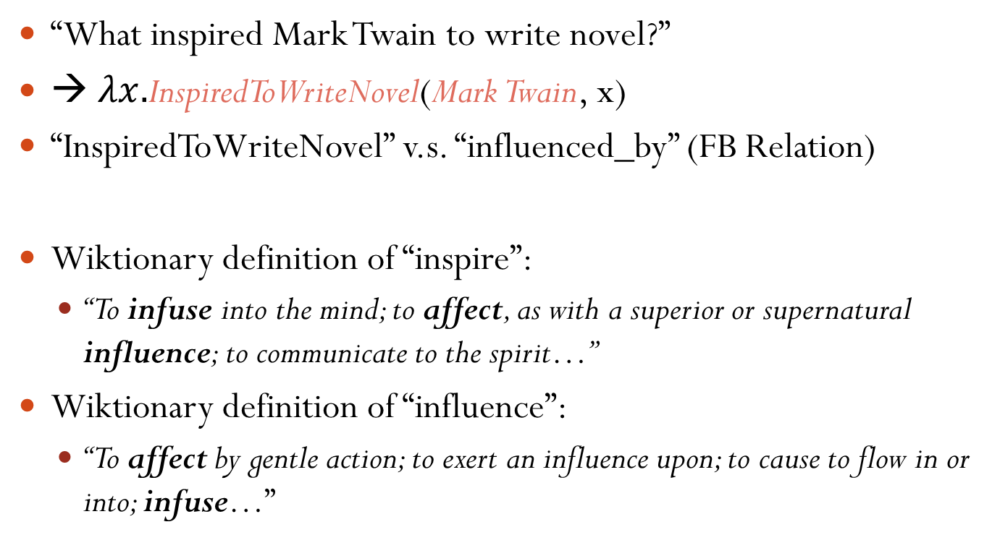 • “What inspired Mark Twain to write novel?”
• → λx.InspiredToWriteNovel(Mark Twain, x)
• “InspiredToWriteNovel” v.s. “influenced_by” (FB Relation)
• Wiktionary definition of “inspire”:
• “To infuse into the mind; to affect, as with a superior or supernatural
influence; to communicate to the spirit…”
• Wiktionary definition of “influence”:
• “To affect by gentle action; to exert an influence upon; to cause to flow in or
into; infuse…”